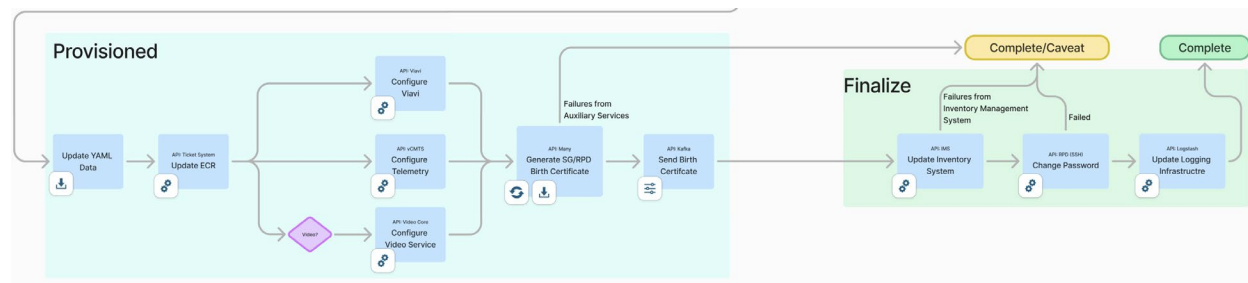 Provisioned
Update YAML
Data
API: Ticket System
Update ECR
API: Viavi
Configure
Viavi
API: vCMTS
Configure
Telemetry
Video?
API: Video Core
Configure
Video Service
Failures from
Auxiliary Services
API: Many
Generate SG/RPD
Birth Certificate
API: Kafka
Send Birth
Certifcate
Complete/Caveat
Complete
Finalize
Failures from
Inventory Management
System
Failed
API: IMS
Update Inventory
System
API: RPD (SSH)
Change Password
API: Logstash
Update Logging
Infrastructre